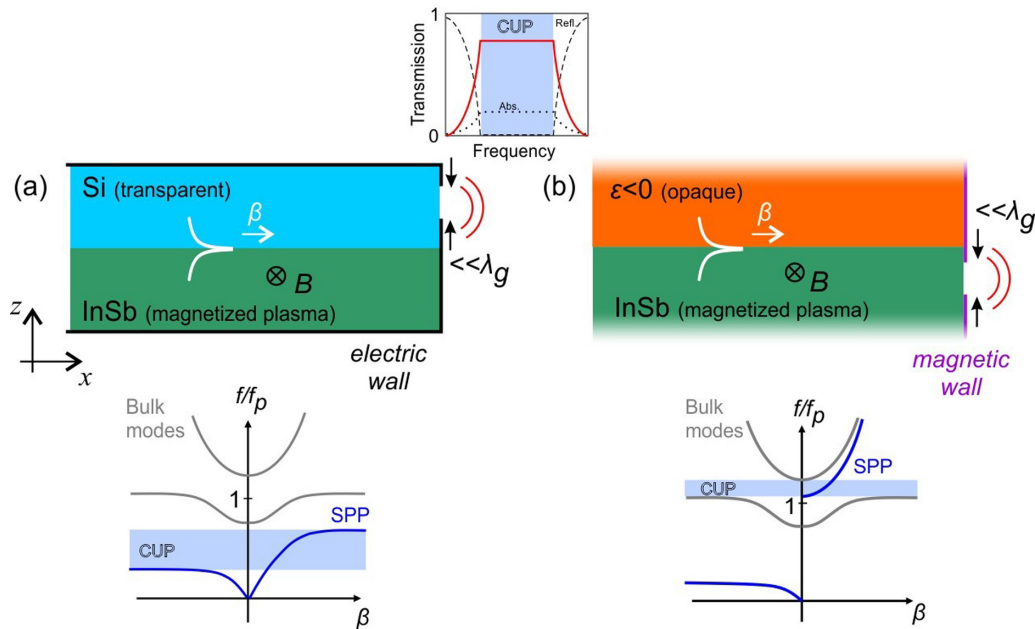 1
CUP
Refl.
Transmission
Abs.
0
Frequency
(a)
Si (transparent)
β
<<λg
B
InSb (magnetized plasma)
z
x
electric
wall
(b)
ε<0 (opaque)
β
<<λg
B
InSb (magnetized plasma)
magnetic
wall
f/fp
Bulk
modes
1
SPP
CUP
β
f/fp
Bulk
modes
SPP
CUP
1
β